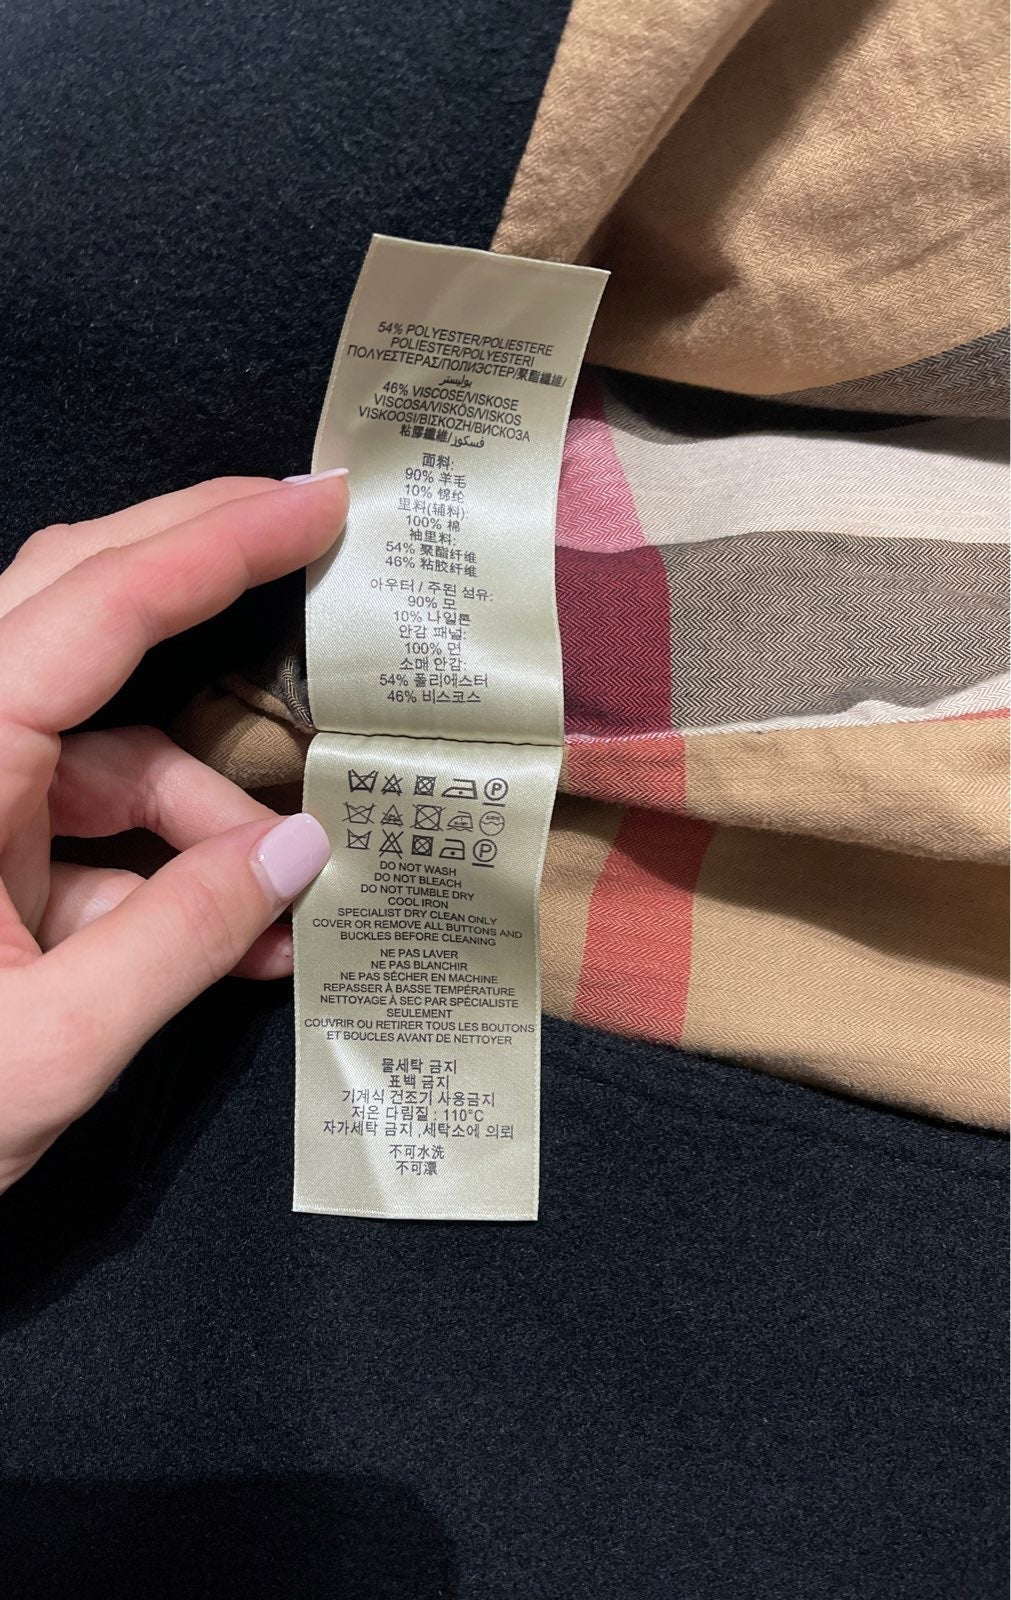 54% POLYESTER/POLIESTERE
POLIESTER/POLYESTERI
ΠΟΛΥΕΣΤΕΡΑΣ/ПОЛИЭСТЕР/聚酯纖維/
بوليستر
46% VISCOSE/VISKOSE
VISCOSA/VISKÓS/VISKOS
VISKOOSI/ΒΙΣΚΟΖΗ/ВИСКОЗА
粘膠纖維/فسكوز
面料:
90% 羊毛
10% 锦纶
里料(辅料):
100% 棉
袖里料:
54% 聚酯纤维
46% 粘胶纤维
아우터 / 주된 섬유:
90% 모
10% 나일론
안감 패널:
100% 면
소매 안감:
54% 폴리에스터
46% 비스코스
P
P
DO NOT WASH
DO NOT BLEACH
DO NOT TUMBLE DRY
COOL IRON
SPECIALIST DRY CLEAN ONLY
COVER OR REMOVE ALL BUTTONS AND
BUCKLES BEFORE CLEANING
NE PAS LAVER
NE PAS BLANCHIR
NE PAS SÉCHER EN MACHINE
REPASSER À BASSE TEMPÉRATURE
NETTOYAGE À SEC PAR SPÉCIALISTE
SEULEMENT
COUVRIR OU RETIRER TOUS LES BOUTONS
ET BOUCLES AVANT DE NETTOYER
물세탁 금지
표백 금지
기계식 건조기 사용금지
저온 다림질 : 110°C
자가세탁 금지 ,세탁소에 의뢰
不可水洗
不可漂